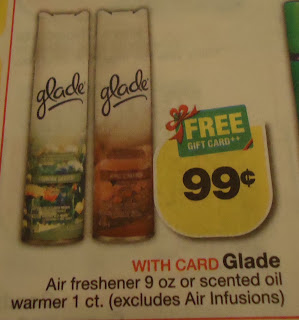 glade
glade
FREE
GIFT CARD++
99¢
WITH CARD Glade
Air freshener 9 oz or scented oil
warmer 1 ct. (excludes Air Infusions)